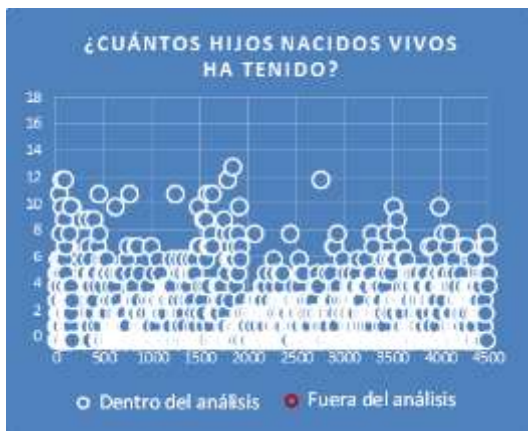 ¿CUÁNTOS HIJOS NACIDOS VIVOS
HA TENIDO?
18
16
14
12
10
8
6
4
2
0
0 500 1000 1500 2000 2500 3000 3500 4000 4500
Dentro del análisis Fuera del análisis